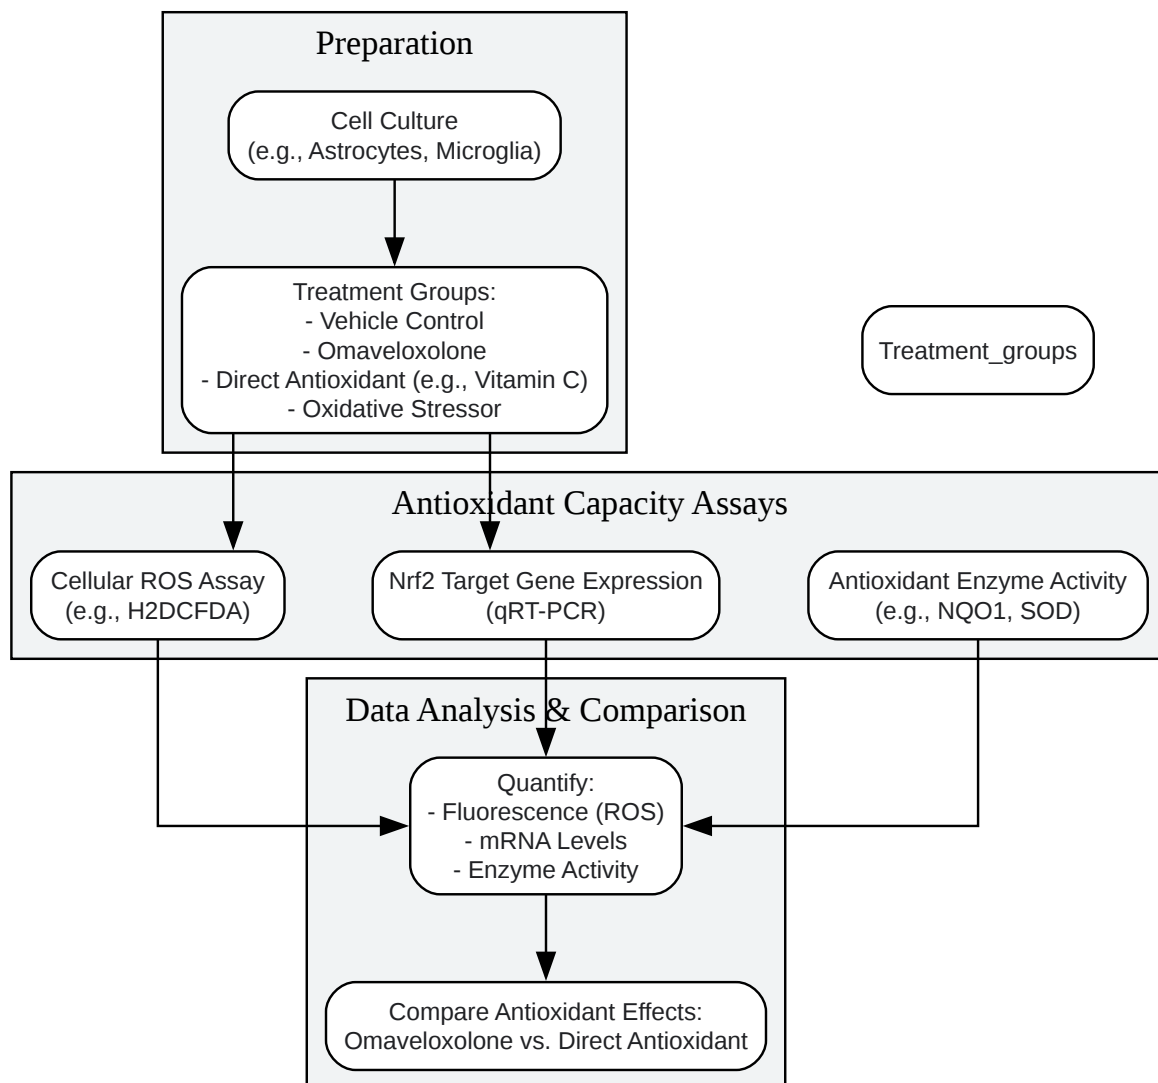 Preparation
Cell Culture
(e.g., Astrocytes, Microglia)
Treatment Groups:
- Vehicle Control
- Omaveloxolone
- Direct Antioxidant (e.g., Vitamin C)
- Oxidative Stressor
Treatment_groups
Antioxidant Capacity Assays
Cellular ROS Assay
(e.g., H2DCFDA)
Nrf2 Target Gene Expression
(qRT-PCR)
Antioxidant Enzyme Activity
(e.g., NQO1, SOD)
Data Analysis & Comparison
Quantify:
- Fluorescence (ROS)
- mRNA Levels
- Enzyme Activity
Compare Antioxidant Effects:
Omaveloxolone vs. Direct Antioxidant